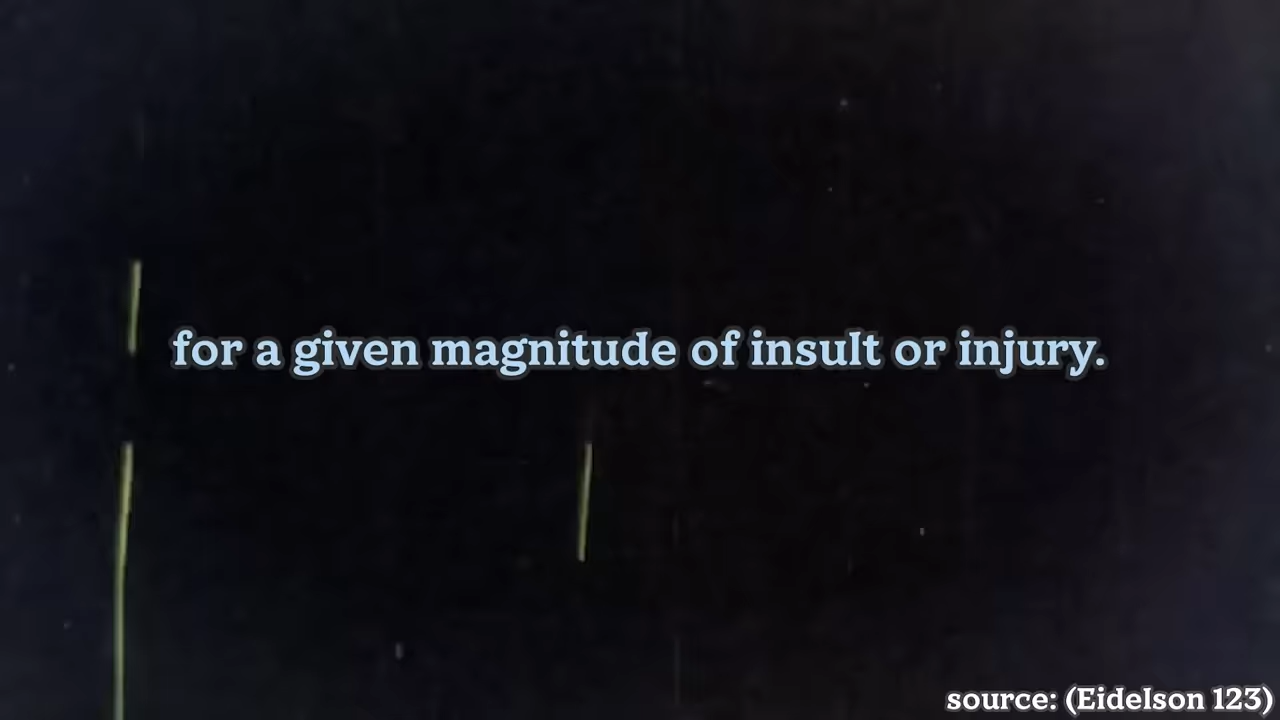 for a given magnitude of insult or injury.
source: (Eidelson 123)